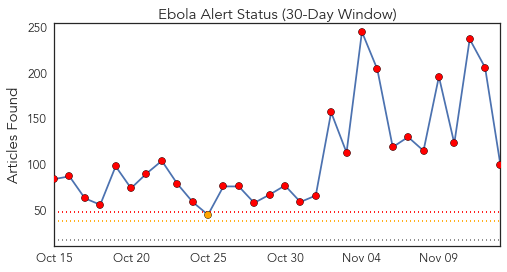 Ebola Alert Status (30-Day Window)
Articles Found
250
200
150
100
50
Oct 15
Oct 20
Oct 25
Oct 30
Nov 04
Nov 09